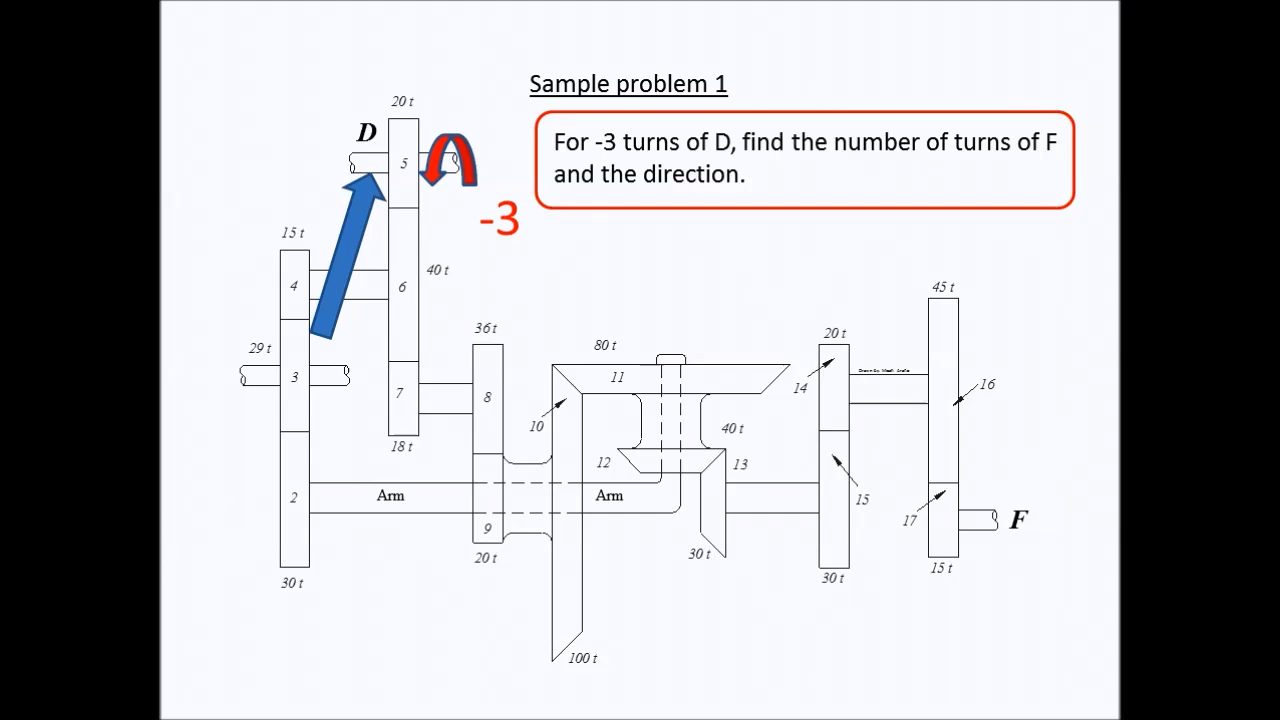 Sample problem 1
20 t
D
For -3 turns of D, find the number of turns of F
and the direction.
5
-3
15 t
40 t
4
6
45 t
36 t
20 t
29 t
80 t
3
11
14
16
7
8
10
40 t
18 t
12
13
2
Arm
Arm
15
17
F
9
20 t
30 t
30 t
30 t
15 t
100 t